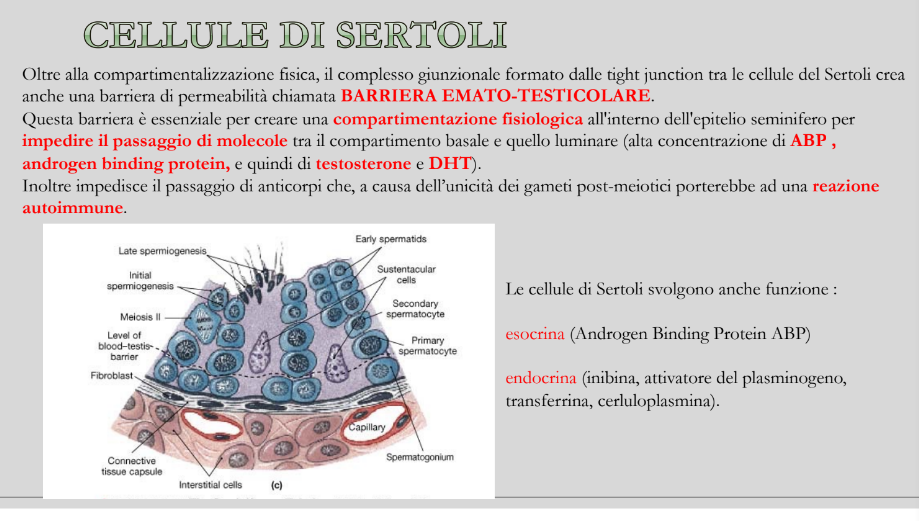 CELLULE DI SERTOLI
Oltre alla compartimentalizzazione fisica, il complesso giunzionale formato dalle tight junction tra le cellule del Sertoli crea
anche una barriera di permeabilità chiamata BARRIERA EMATO-TESTICOLARE.
Questa barriera è essenziale per creare una compartimentazione fisiologica all'interno dell'epitelio seminifero per
impedire il passaggio di molecole tra il compartimento basale e quello luminare (alta concentrazione di ABP ,
androgen binding protein, e quindi di testosterone e DHT).
Inoltre impedisce il passaggio di anticorpi che, a causa dell'unicità dei gameti post-meiotici porterebbe ad una reazione
autoimmune.
Late spermiogenesis
Early spermatids
Initial
spermiogenesis
Sustentacular
cells
Meiosis II
Secondary
spermatocyte
Level of
blood–testis
barrier
Primary
spermatocyte
Fibroblast
Capillary
Connective
tissue capsule
Spermatogonium
Interstitial cells
(c)
Le cellule di Sertoli svolgono anche funzione :
esocrina (Androgen Binding Protein ABP)
endocrina (inibina, attivatore del plasminogeno,
transferrina, cerluloplasmina).